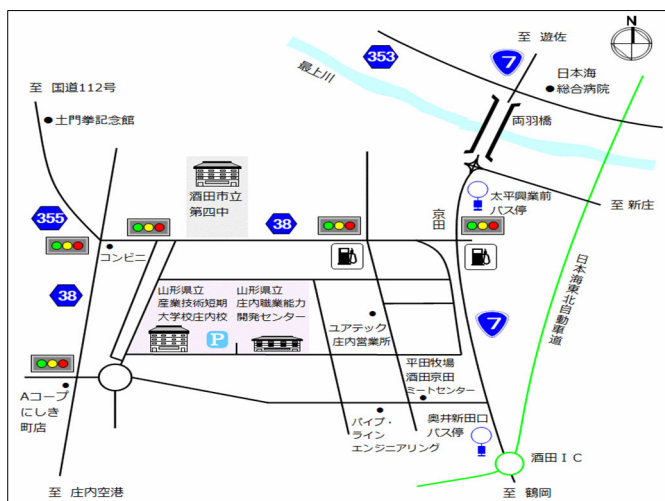 N
至 遊佐
7
353
日本海
総合病院
最上川
両羽橋
至 国道112号
土門拳記念館
酒田市立
第四中
38
京田
太平興業前
バス停
至 新庄
355
コンビニ
38
山形県立
産業技術短期
大学校庄内校
山形県立
庄内職業能力
開発センター
P
ユアテック
庄内営業所
7
日本海東北自動車道
平田牧場
酒田京田
ミートセンター
Aコープ
にしき
町店
パイプ・
ライン
エンジニアリング
奥井新田口
バス停
酒田IC
至 庄内空港
至 鶴岡